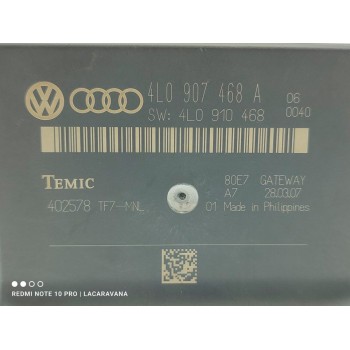 4L0 907 468 A 06
SW: 4L0 910 468 0040
TEMIC 80E7 GATEWAY
402578 TF7-MNL A7 28.03.07
01 Made in Philippines
REDMI NOTE 10 PRO | LACARAVANA